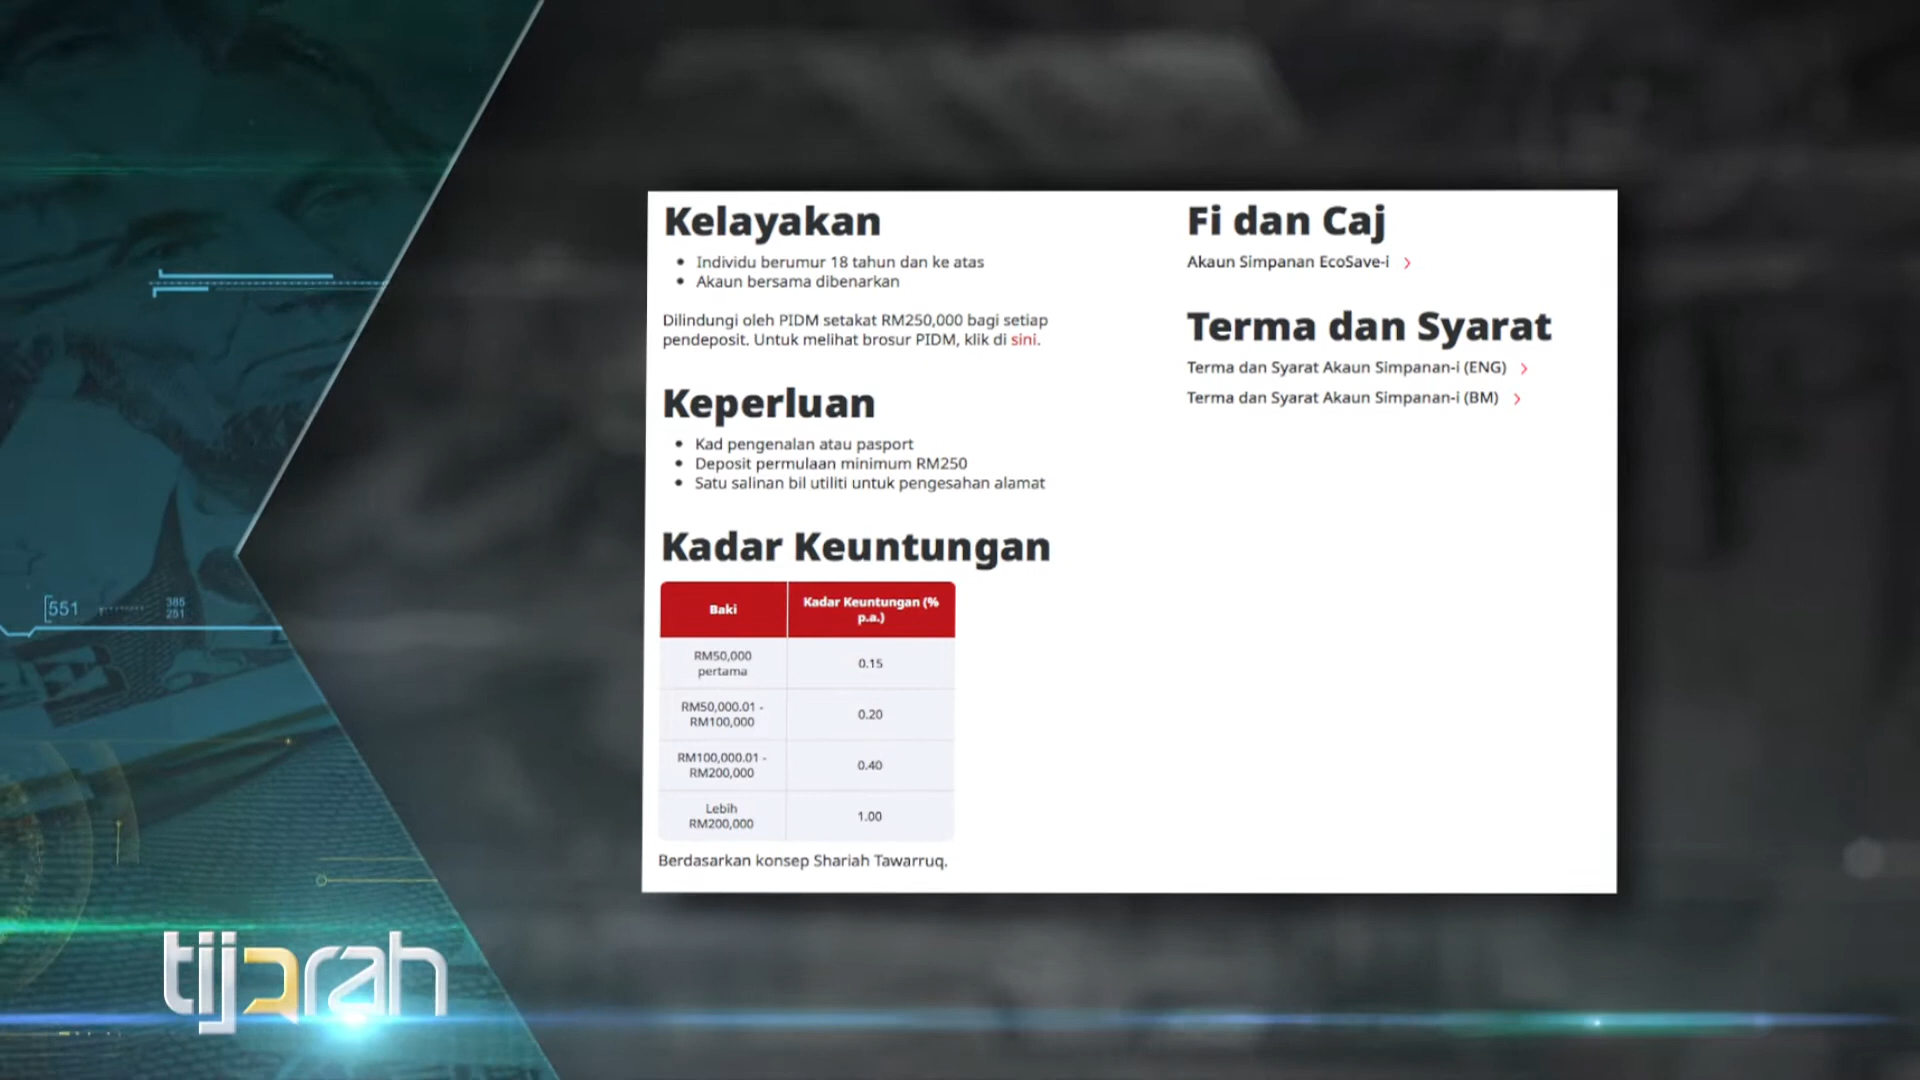 Kelayakan
Individu berumur 18 tahun dan ke atas
Akaun bersama dibenarkan
Dilindungi oleh PIDM setakat RM250,000 bagi setiap
pendeposit. Untuk melihat brosur PIDM, klik di sini.
Keperluan
Kad pengenalan atau pasport
Deposit permulaan minimum RM250
Satu salinan bil utiliti untuk pengesahan alamat
Kadar Keuntungan
Baki
Kadar Keuntungan (%
p.a.)
RM50,000
pertama
0.15
RM50,000.01 -
RM100,000
0.20
RM100,000.01 -
RM200,000
0.40
Lebih
RM200,000
1.00
Berdasarkan konsep Shariah Tawarruq.
Fi dan Caj
Akaun Simpanan EcoSave-i
Terma dan Syarat
Terma dan Syarat Akaun Simpanan-i (ENG)
Terma dan Syarat Akaun Simpanan-i (BM)
551
385
251
tijarah